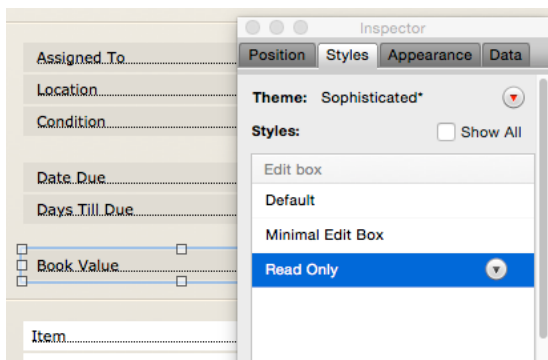 Assigned To
Location
Condition
Date Due
Days Till Due
Book Value
Item
Inspector
Position Styles Appearance Data
Theme: Sophisticated*
Styles: Show All
Edit box
Default
Minimal Edit Box
Read Only